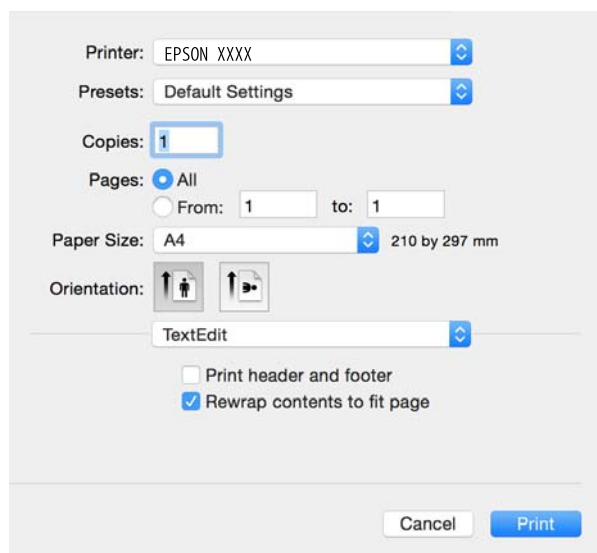 Printer: EPSON XXXX
Presets: Default Settings
Copies: 1
Pages: All
From: 1 to: 1
Paper Size: A4 210 by 297 mm
Orientation:
TextEdit
Print header and footer
Rewrap contents to fit page
Cancel Print